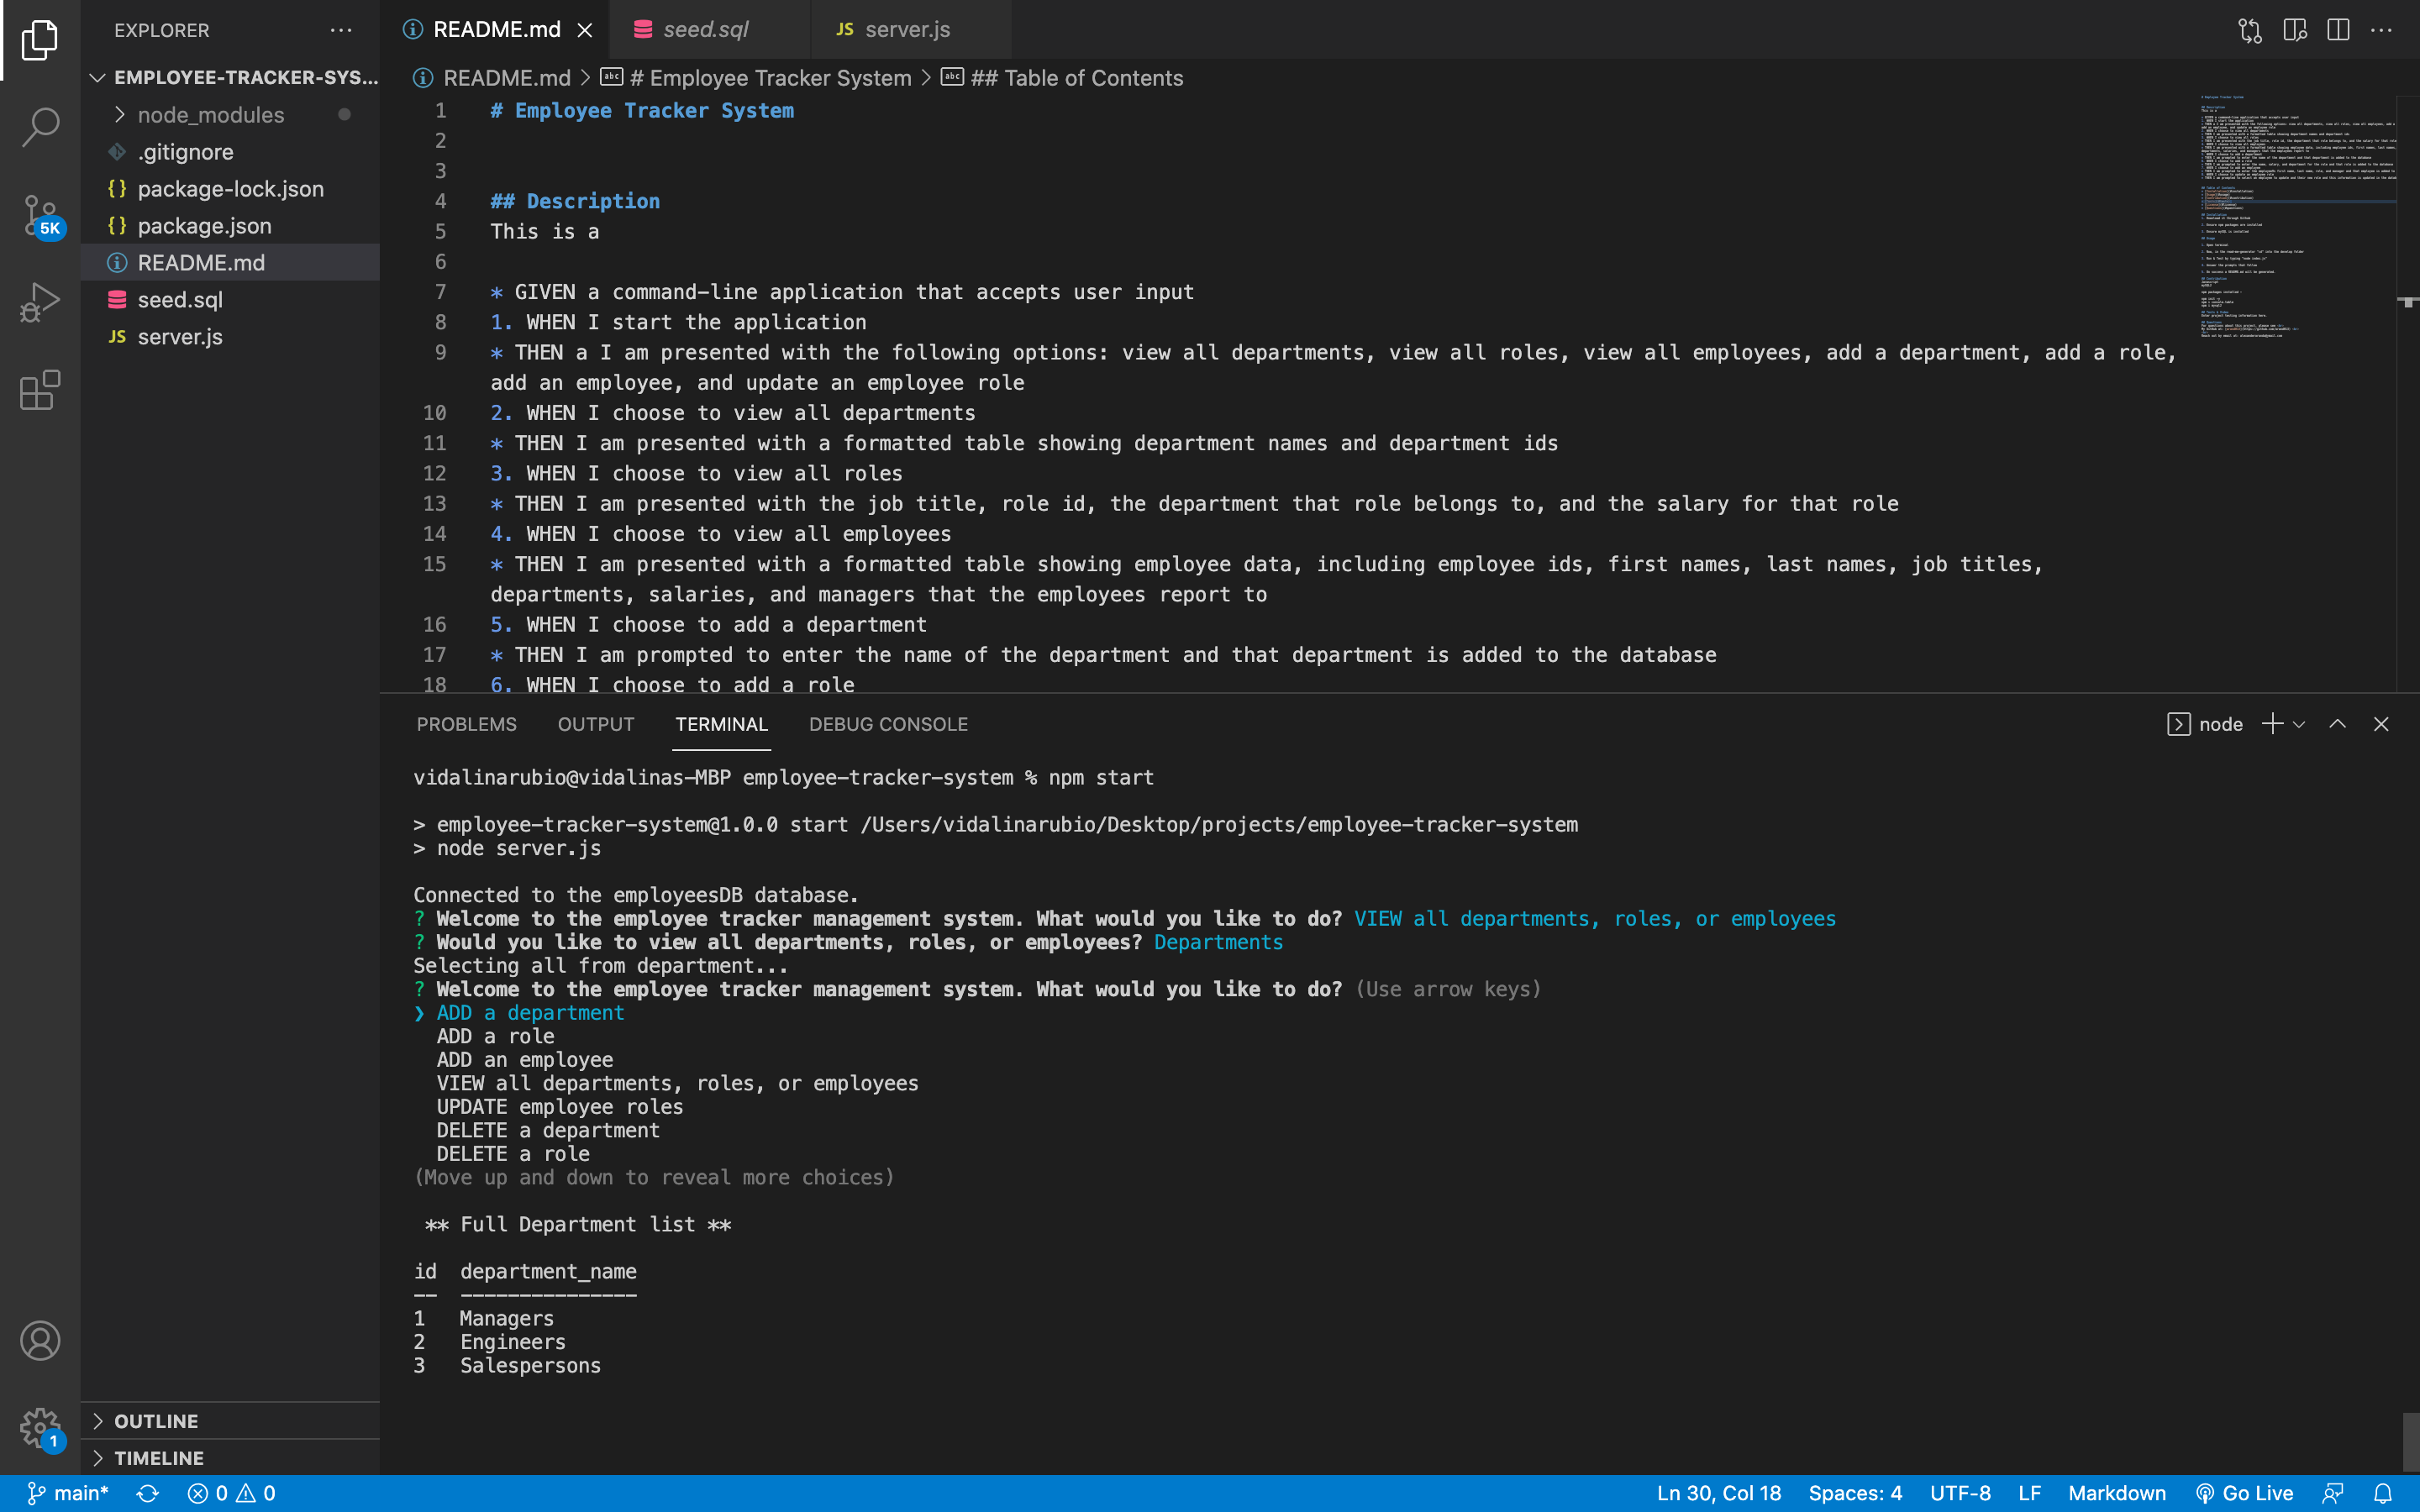 EXPLORER
EMPLOYEE-TRACKER-SYS...
node_modules
.gitignore
package-lock.json
package.json
README.md
seed.sql
server.js
5K
1
OUTLINE
TIMELINE
README.md
seed.sql
JS server.js
README.md > # Employee Tracker System > ## Table of Contents
1 # Employee Tracker System
2
3
4 ## Description
5 This is a
6
7 * GIVEN a command-line application that accepts user input
8 1. WHEN I start the application
9 * THEN a I am presented with the following options: view all departments, view all roles, view all employees, add a department, add a role,
add an employee, and update an employee role
10 2. WHEN I choose to view all departments
11 * THEN I am presented with a formatted table showing department names and department ids
12 3. WHEN I choose to view all roles
13 * THEN I am presented with the job title, role id, the department that role belongs to, and the salary for that role
14 4. WHEN I choose to view all employees
15 * THEN I am presented with a formatted table showing employee data, including employee ids, first names, last names, job titles,
departments, salaries, and managers that the employees report to
16 5. WHEN I choose to add a department
17 * THEN I am prompted to enter the name of the department and that department is added to the database
18 6. WHEN I choose to add a role
PROBLEMS OUTPUT TERMINAL DEBUG CONSOLE
node
vidalinarubio@vidalinas-MBP employee-tracker-system % npm start
> employee-tracker-system@1.0.0 start /Users/vidalinarubio/Desktop/projects/employee-tracker-system
> node server.js
Connected to the employeesDB database.
? Welcome to the employee tracker management system. What would you like to do? VIEW all departments, roles, or employees
? Would you like to view all departments, roles, or employees? Departments
Selecting all from department...
? Welcome to the employee tracker management system. What would you like to do? (Use arrow keys)
❯ ADD a department
ADD a role
ADD an employee
VIEW all departments, roles, or employees
UPDATE employee roles
DELETE a department
DELETE a role
(Move up and down to reveal more choices)
** Full Department list **
id department_name
-- ---------------
1 Managers
2 Engineers
3 Salespersons
main* 0 0
Ln 30, Col 18 Spaces: 4 UTF-8 LF Markdown Go Live